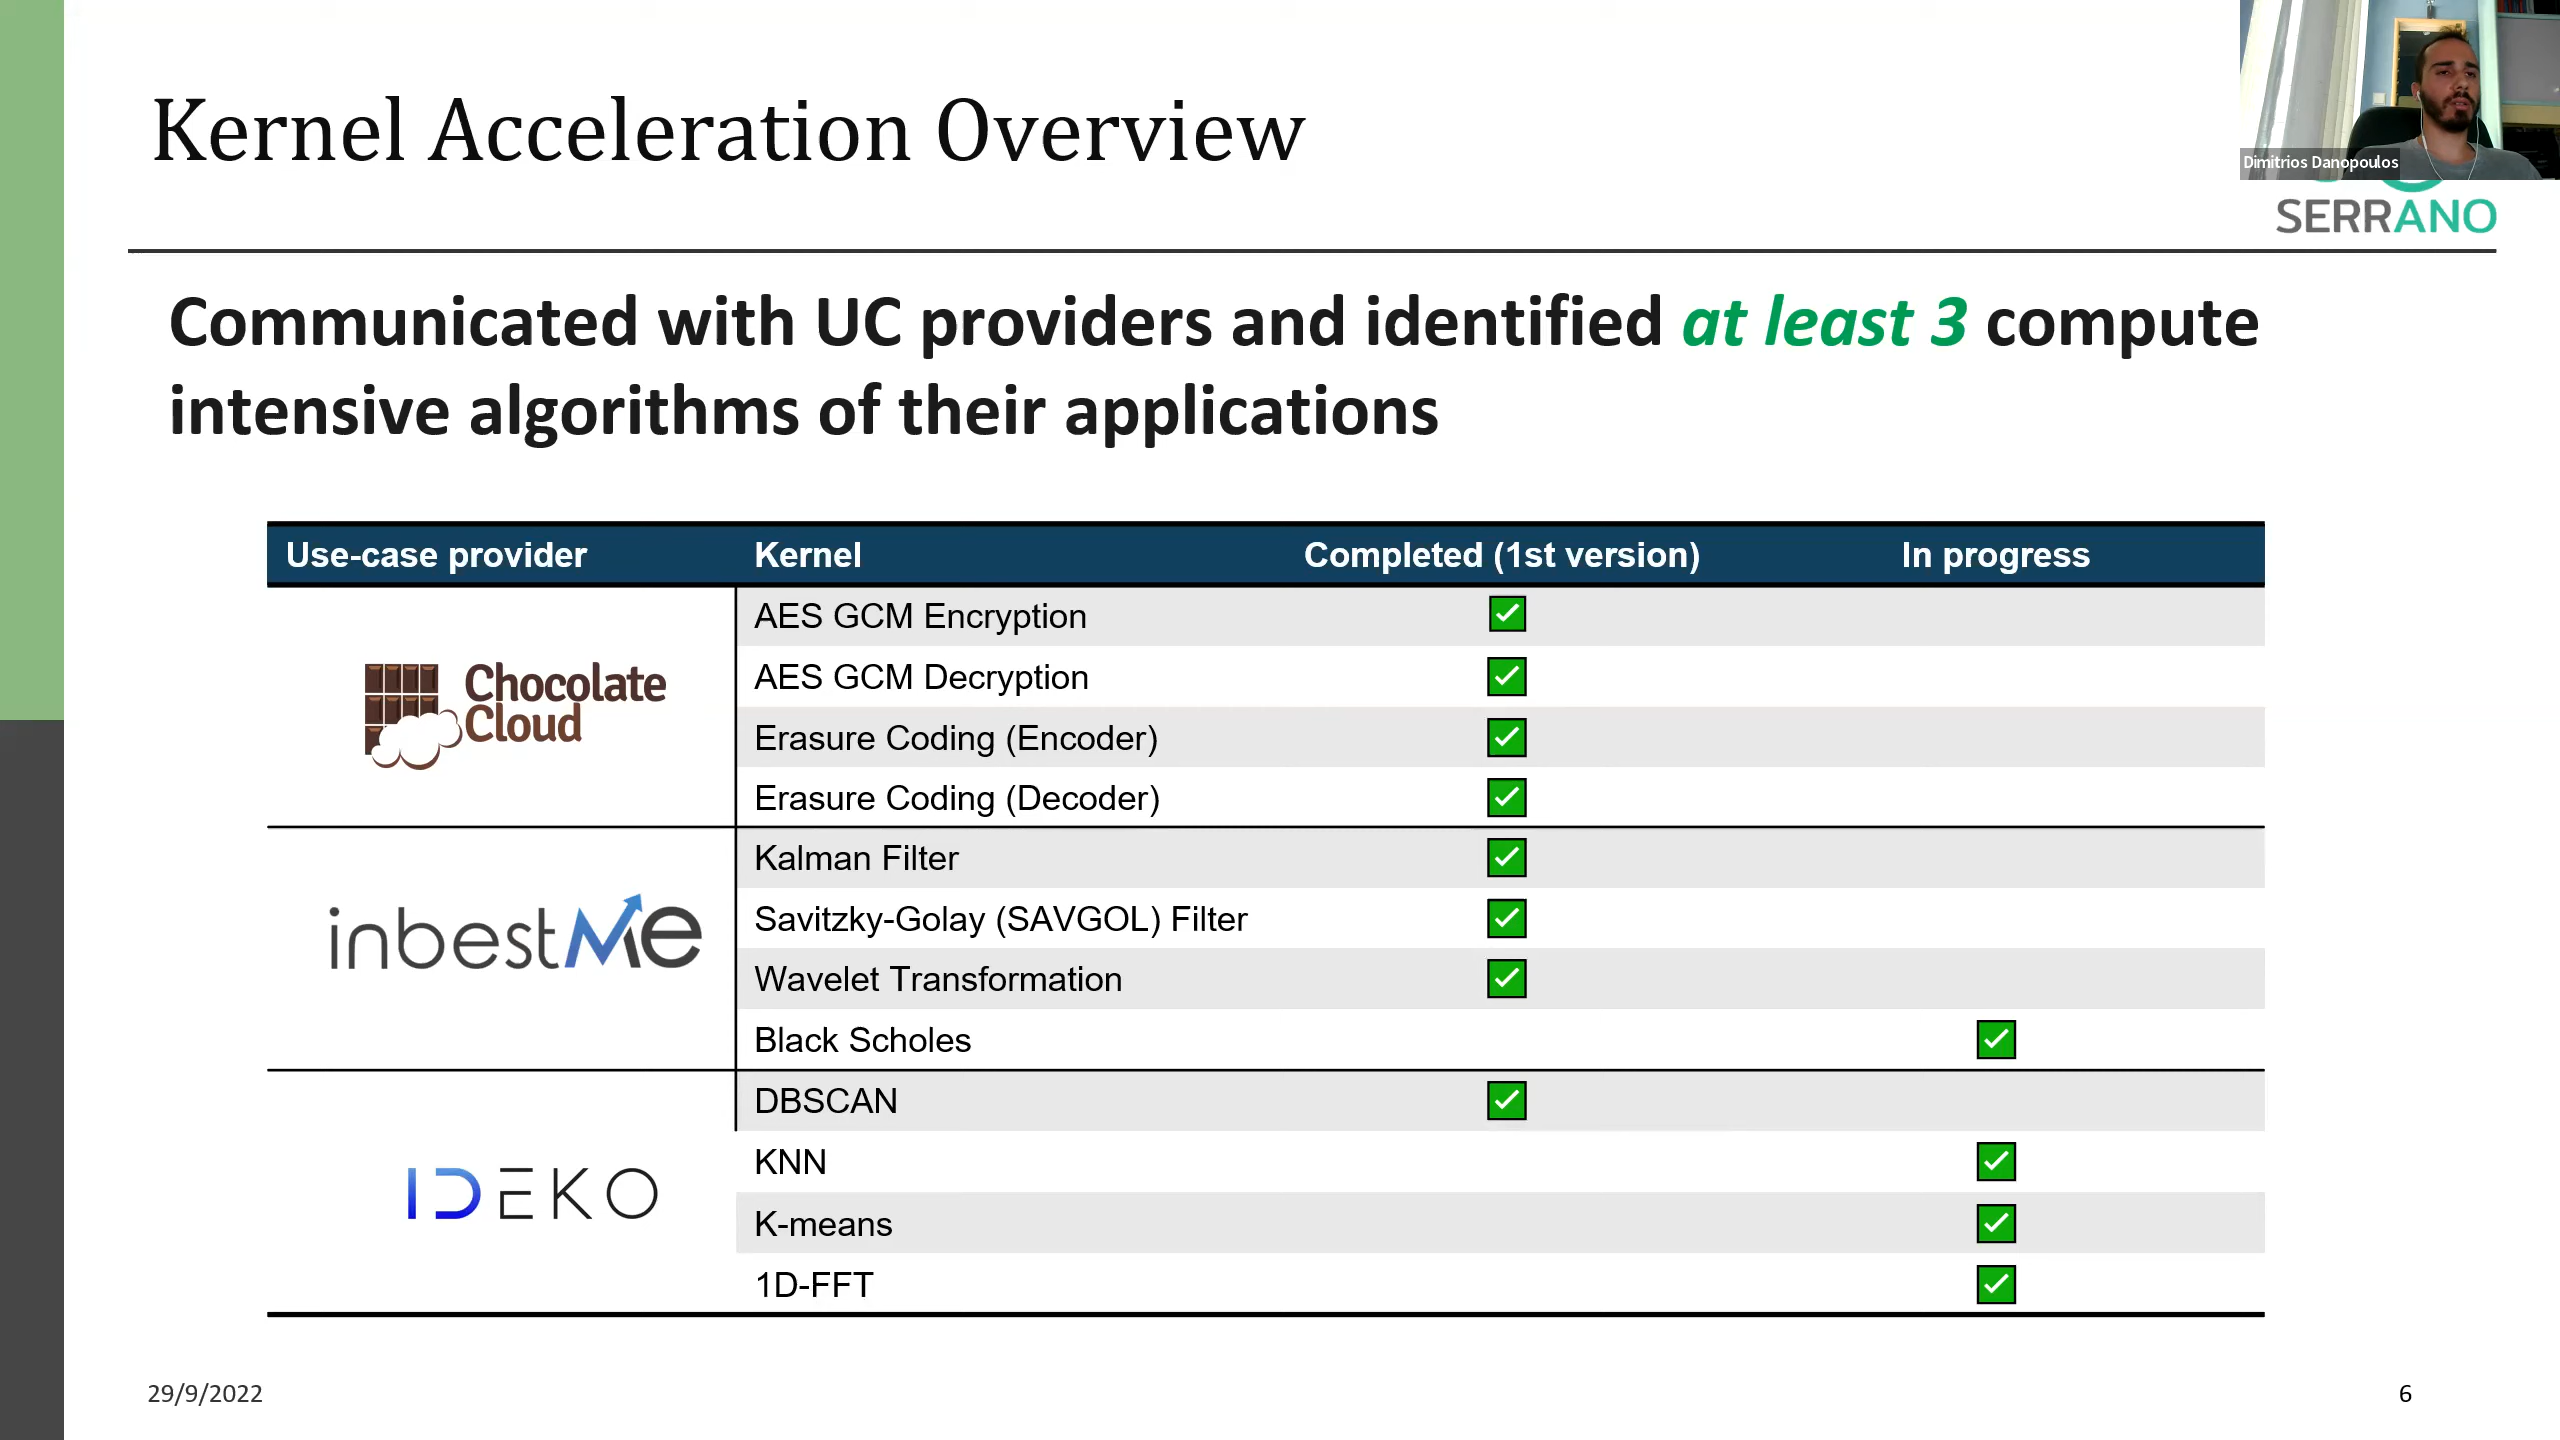 Kernel Acceleration Overview
Dimitrios Danopoulos
SERRANO
Communicated with UC providers and identified at least 3 compute
intensive algorithms of their applications
Use-case provider Kernel Completed (1st version) In progress
Chocolate
Cloud
AES GCM Encryption
AES GCM Decryption
Erasure Coding (Encoder)
Erasure Coding (Decoder)
inbestMe
Kalman Filter
Savitzky-Golay (SAVGOL) Filter
Wavelet Transformation
Black Scholes
IDEKO
DBSCAN
KNN
K-means
1D-FFT
29/9/2022
6